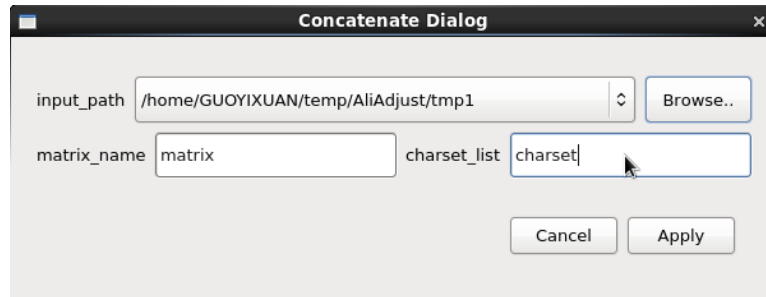 Concatenate Dialog
input_path /home/GUOYIXUAN/temp/AliAdjust/tmp1 Browse..
matrix_name matrix charset_list charset
Cancel Apply